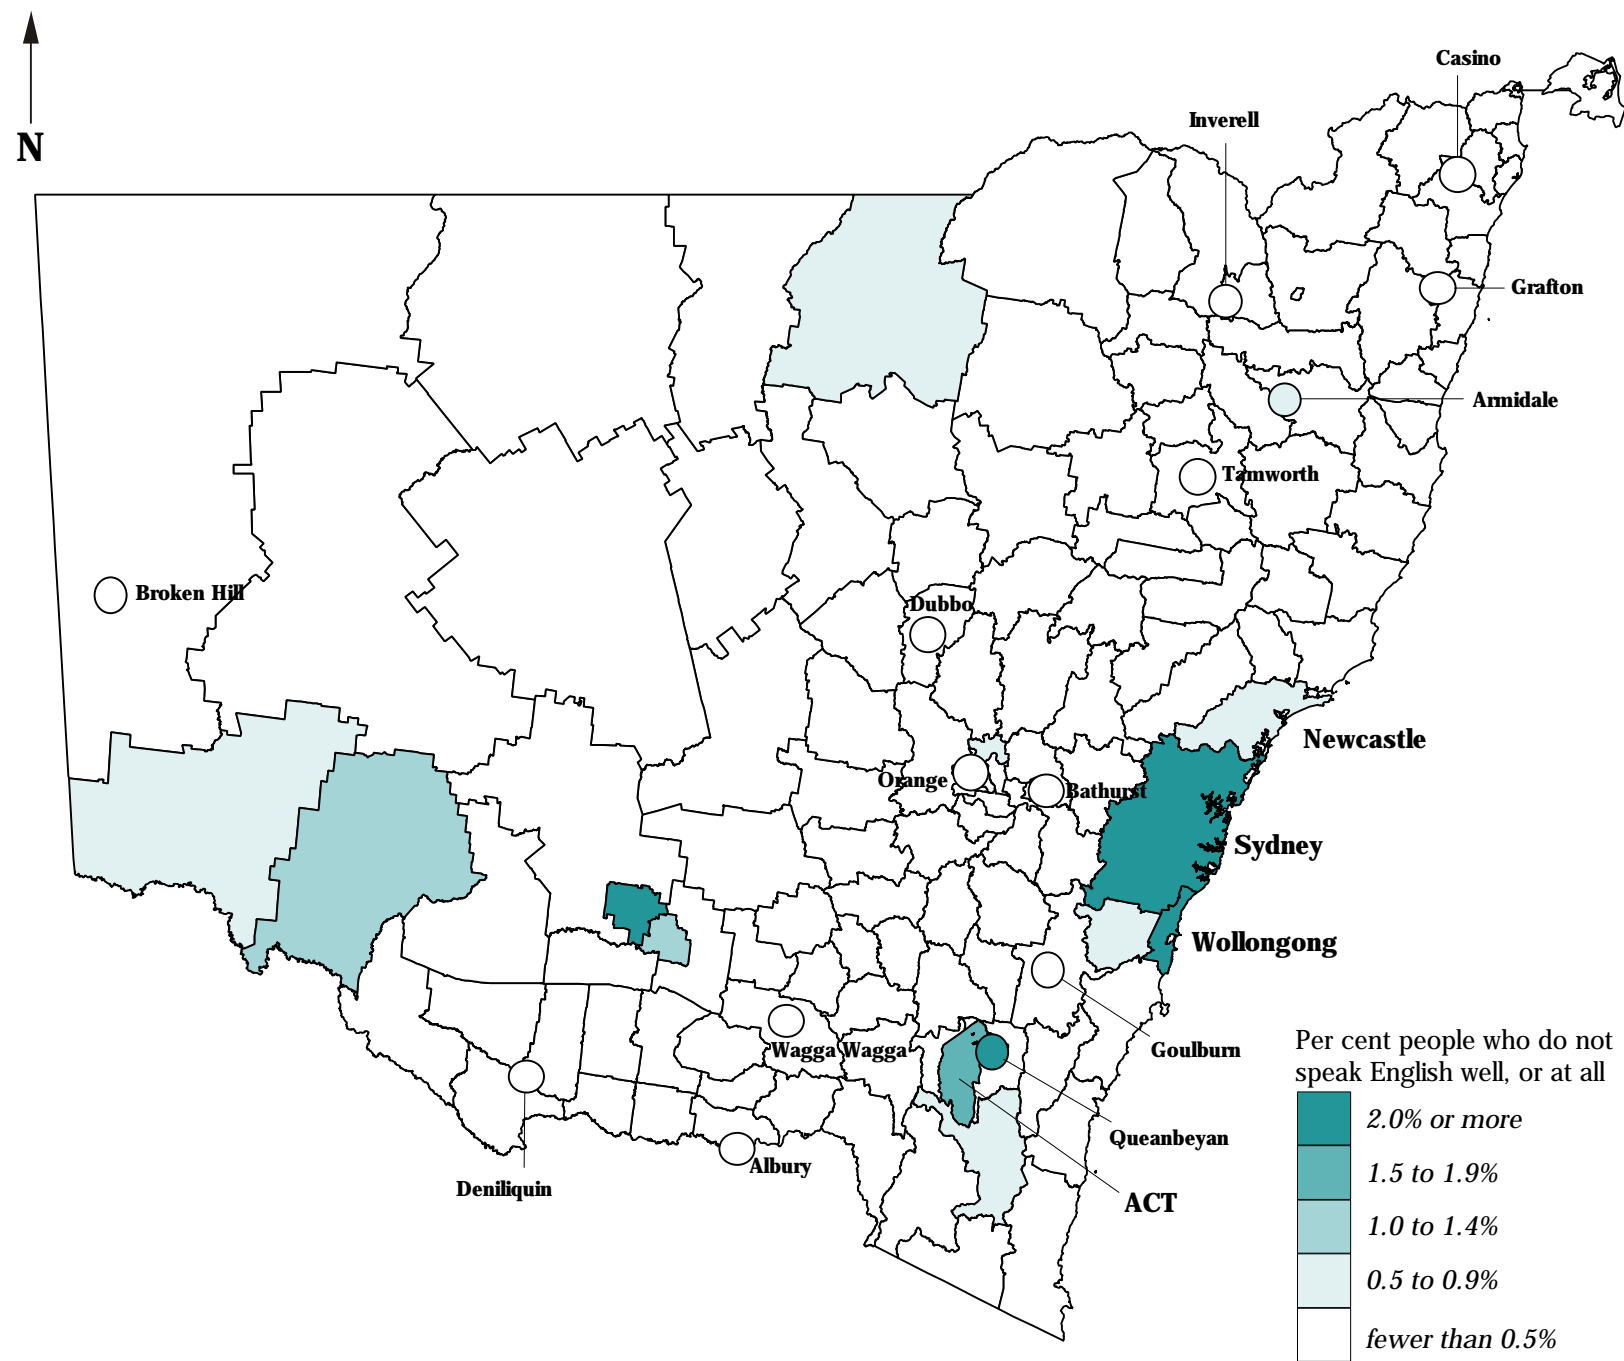 N
Casino
Inverell
Grafton
Armidale
Tamworth
Broken Hill
Dubbo
Newcastle
Orange
Bathurst
Sydney
Wollongong
Wagga Wagga
Goulburn
Queanbeyan
Albury
Deniliquin
ACT
Per cent people who do not
speak English well, or at all
2.0% or more
1.5 to 1.9%
1.0 to 1.4%
0.5 to 0.9%
fewer than 0.5%